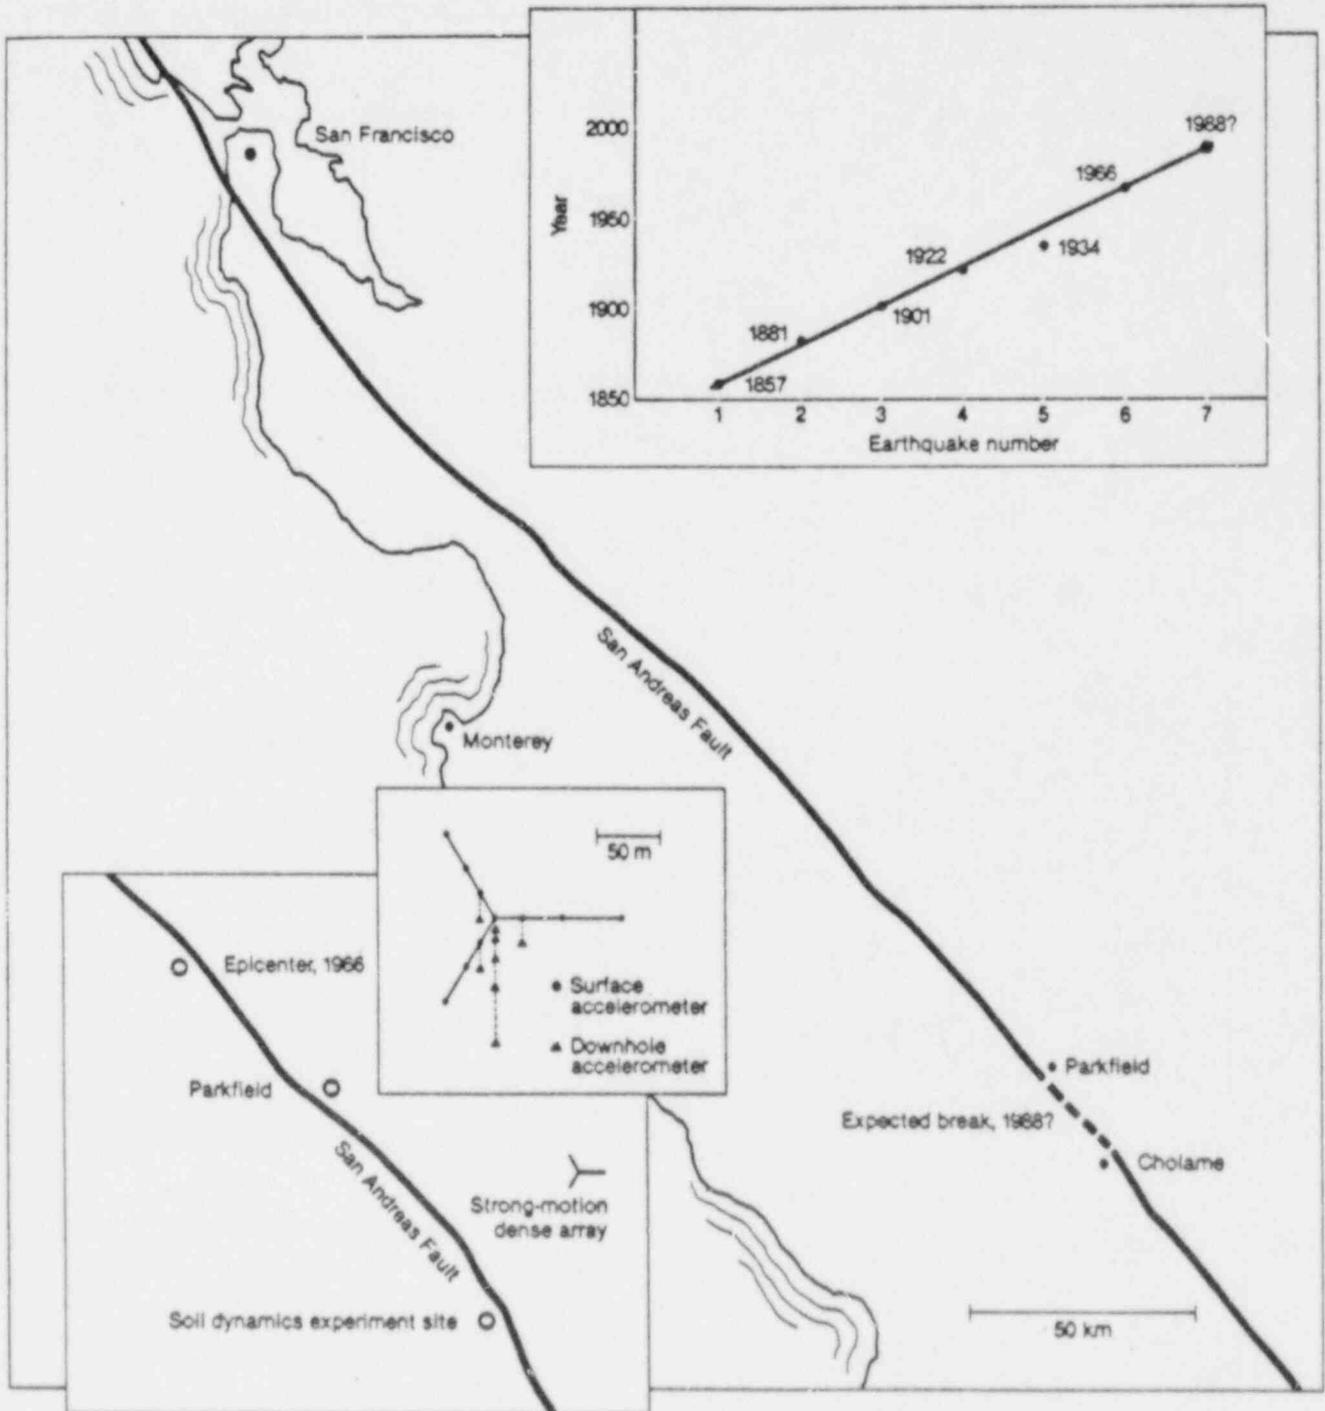 San Francisco
2000
1950
1900
1850
Year
1857
1881
1901
1922
1934
1966
1988?
1 2 3 4 5 6 7
Earthquake number
San Andreas Fault
Monterey
50 m
Surface
accelerometer
Downhole
accelerometer
Epicenter, 1966
Parkfield
San Andreas Fault
Strong-motion
dense array
Soil dynamics experiment site
Parkfield
Expected break, 1988?
Cholame
50 km